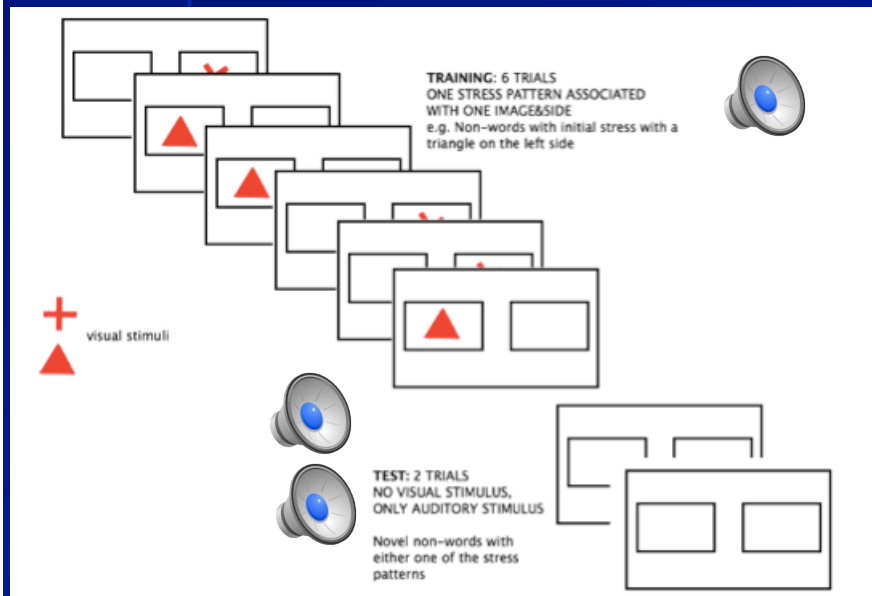 TRAINING: 6 TRIALS
ONE STRESS PATTERN ASSOCIATED
WITH ONE IMAGE&SIDE
e.g. Non-words with initial stress with a
triangle on the left side
visual stimuli
TEST: 2 TRIALS
NO VISUAL STIMULUS,
ONLY AUDITORY STIMULUS
Novel non-words with
either one of the stress
patterns